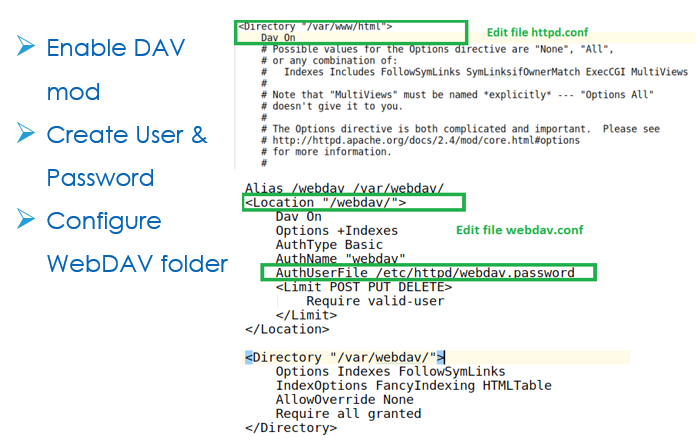 Enable DAV
mod
Create User &
Password
Configure
WebDAV folder
<Directory "/var/www/html">
Edit file httpd.conf
Dav On
# Possible values for the Options directive are "None", "All",
# or any combination of:
#   Indexes Includes FollowSymLinks SymLinksifOwnerMatch ExecCGI MultiViews
#
# Note that "MultiViews" must be named *explicitly* --- "Options All"
# doesn't give it to you.
#
# The Options directive is both complicated and important.  Please see
# http://httpd.apache.org/docs/2.4/mod/core.html#options
# for more information.
#
Alias /webdav /var/webdav/
<Location "/webdav/">
Dav On
Options +Indexes
Edit file webdav.conf
AuthType Basic
AuthName "webdav"
AuthUserFile /etc/httpd/webdav.password
<Limit POST PUT DELETE>
Require valid-user
</Limit>
</Location>
<Directory "/var/webdav/">
Options Indexes FollowSymLinks
IndexOptions FancyIndexing HTMLTable
AllowOverride None
Require all granted
</Directory>